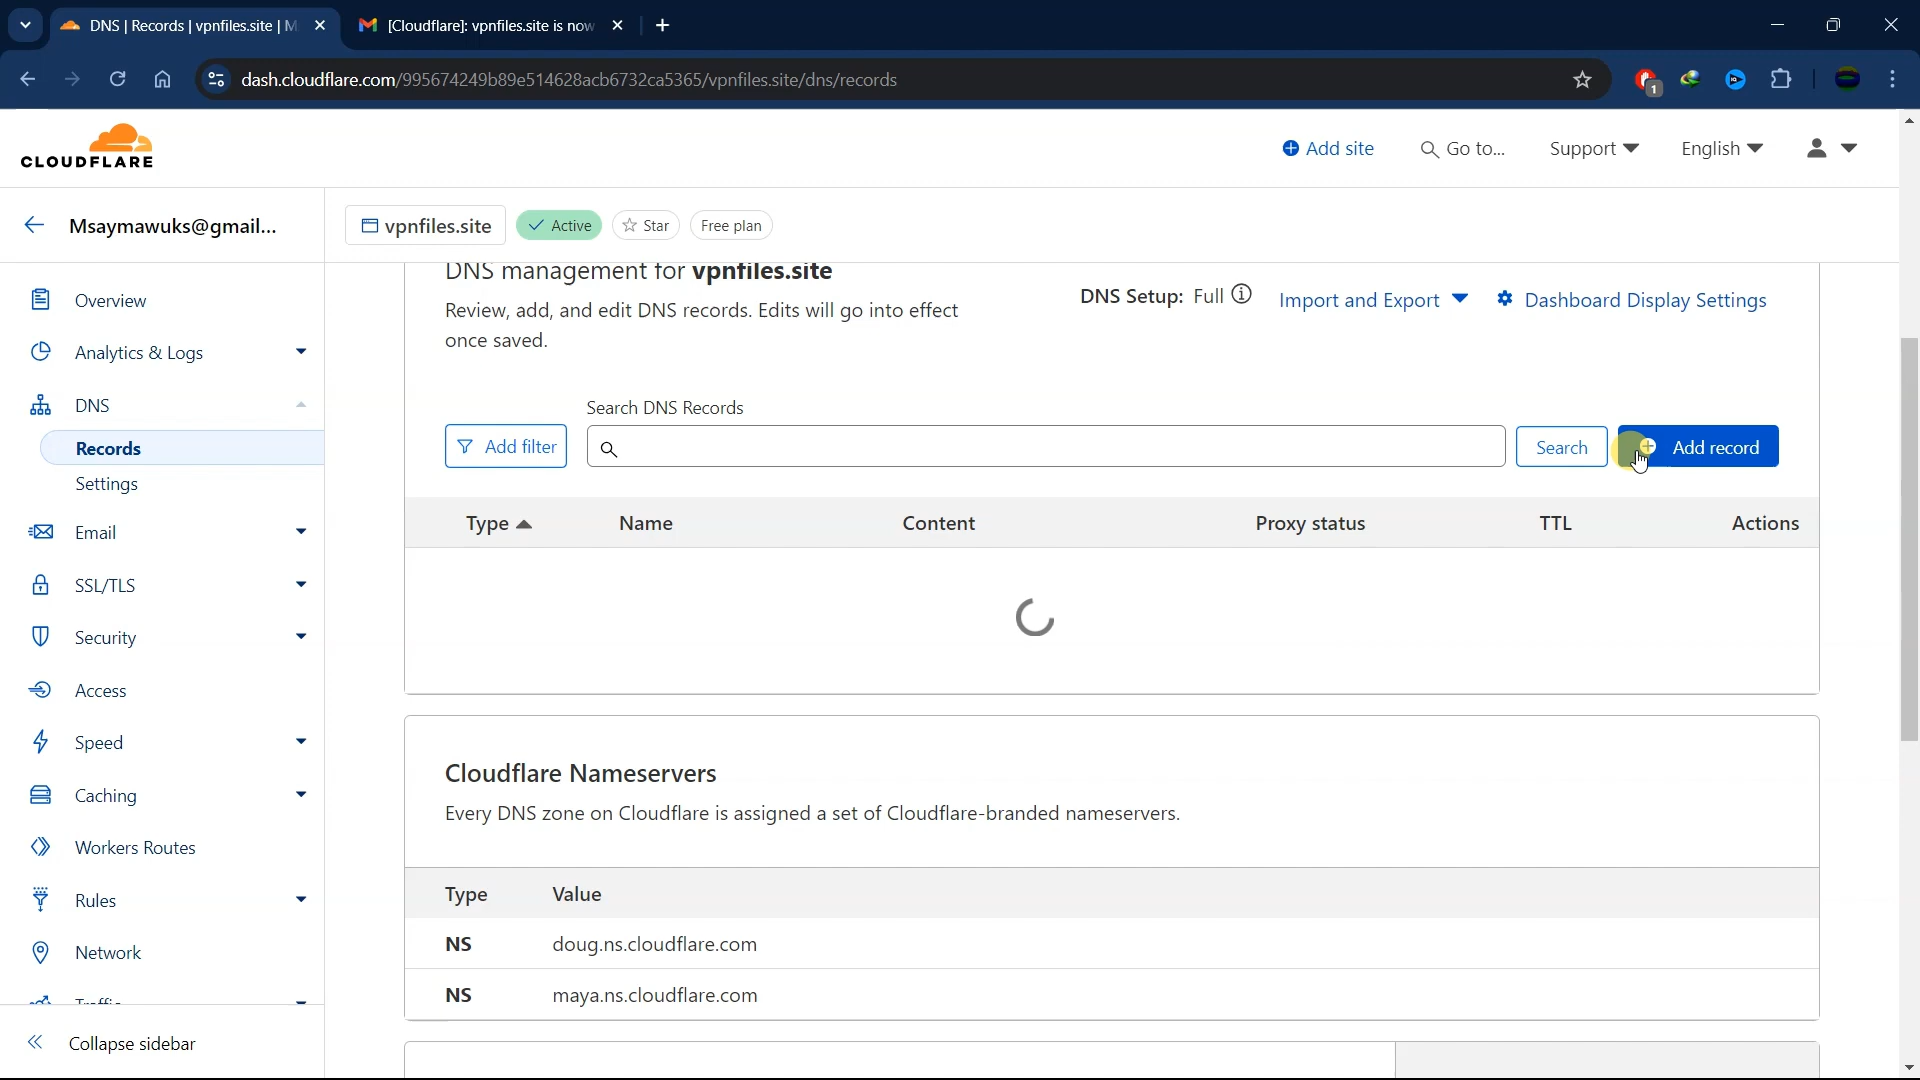 DNS | Records | vpnfiles.site | M
[Cloudflare]: vpnfiles.site is now
dash.cloudflare.com/995674249b89e514628acb6732ca5365/vpnfiles.site/dns/records
1
CLOUDFLARE
Add site
Go to...
Support
English
Msaymawuks@gmail...
vpnfiles.site
Active
Star
Free plan
Overview
Analytics & Logs
DNS
Records
Settings
Email
SSL/TLS
Security
Access
Speed
Caching
Workers Routes
Rules
Network
Traffic
Collapse sidebar
DNS management for vpnfiles.site
Review, add, and edit DNS records. Edits will go into effect
once saved.
DNS Setup: Full
Import and Export
Dashboard Display Settings
Search DNS Records
Add filter
Search
Add record
Type Name Content Proxy status TTL Actions
Cloudflare Nameservers
Every DNS zone on Cloudflare is assigned a set of Cloudflare-branded nameservers.
Type Value
NS doug.ns.cloudflare.com
NS maya.ns.cloudflare.com